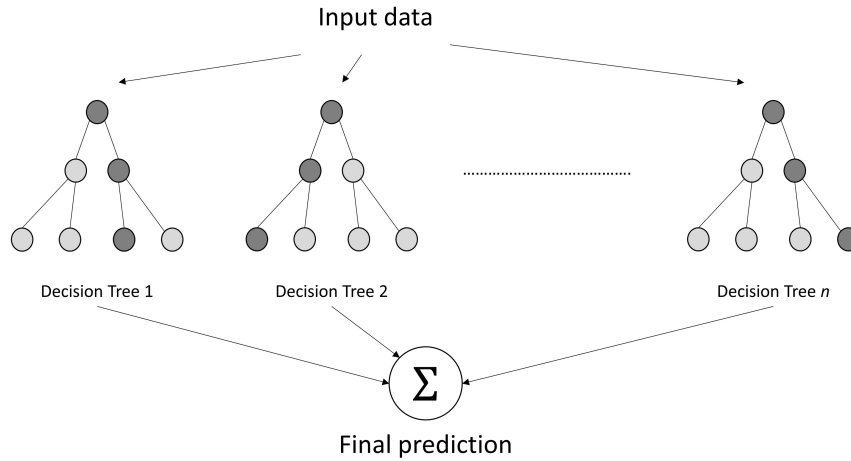 Input data
Decision Tree 1
Decision Tree 2
Decision Tree n
Σ
Final prediction